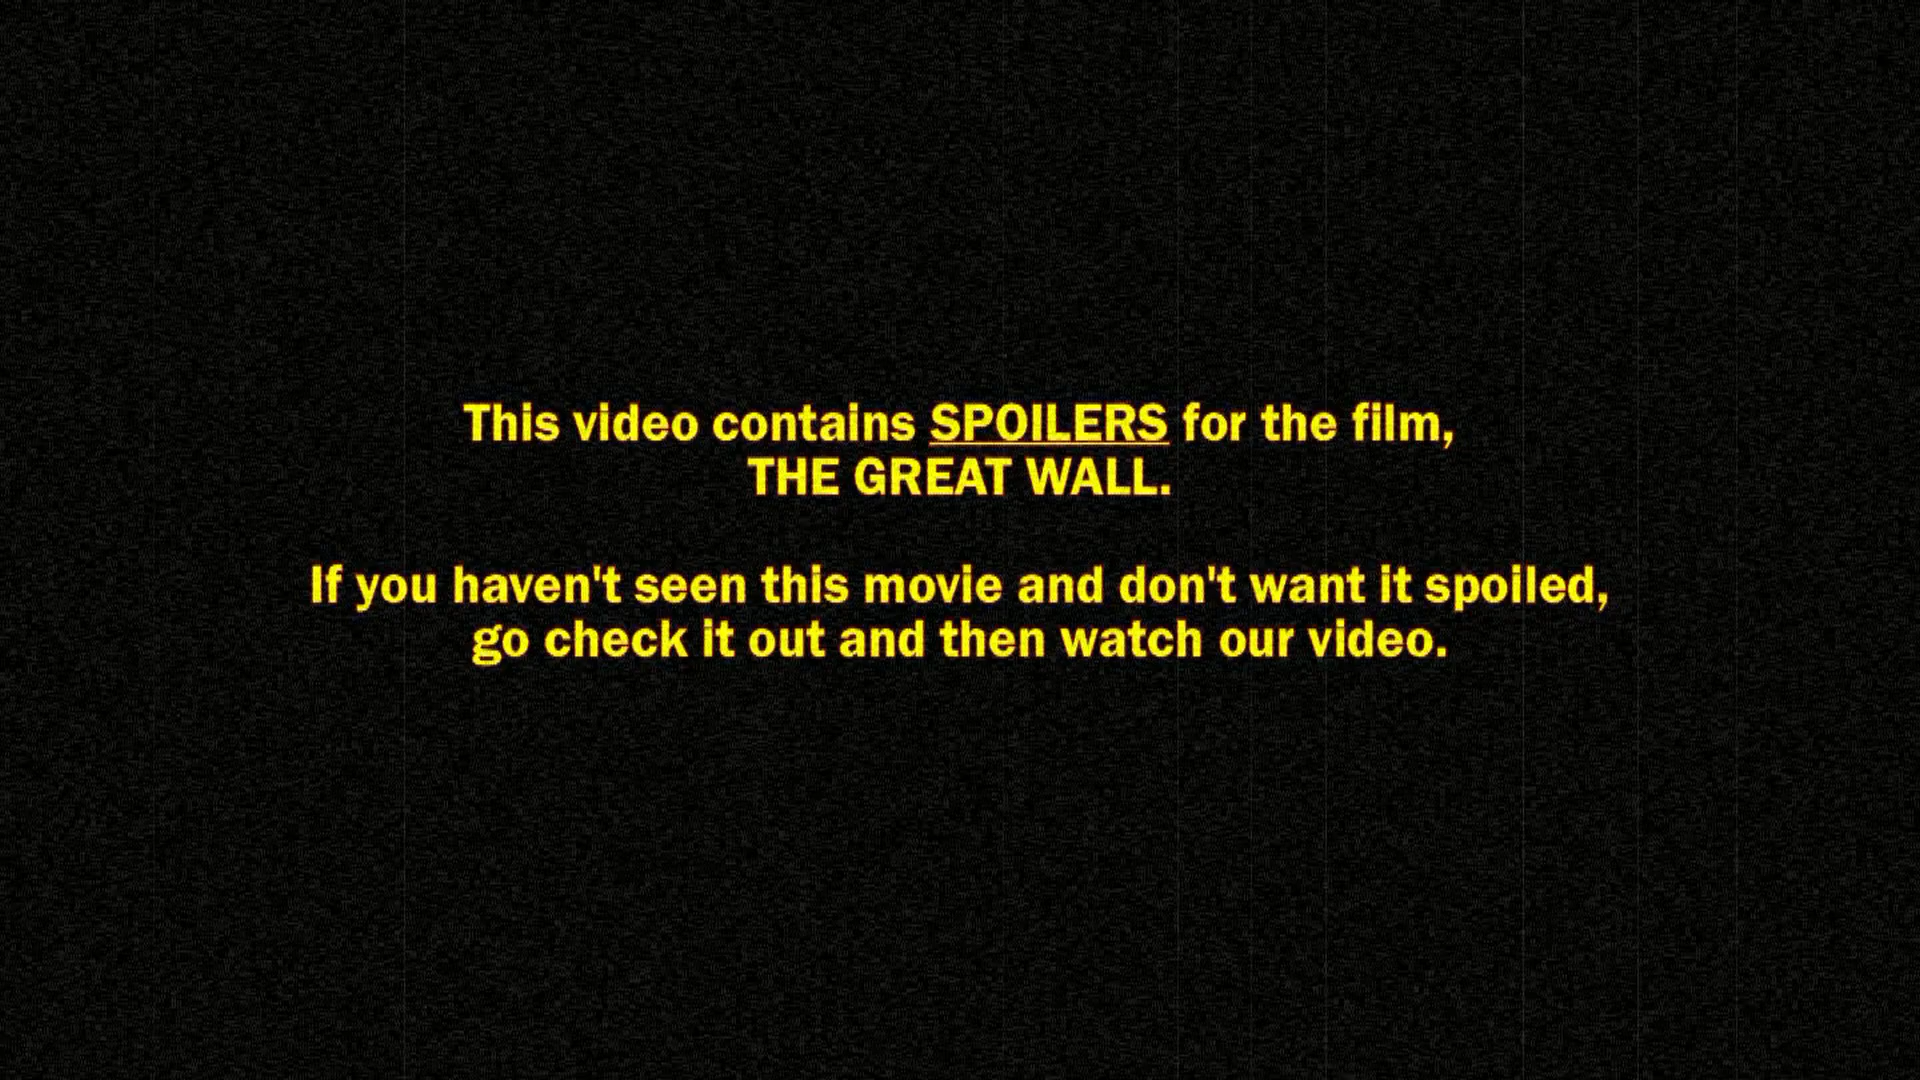 This video contains SPOILERS for the film,
THE GREAT WALL.
If you haven't seen this movie and don't want it spoiled,
go check it out and then watch our video.